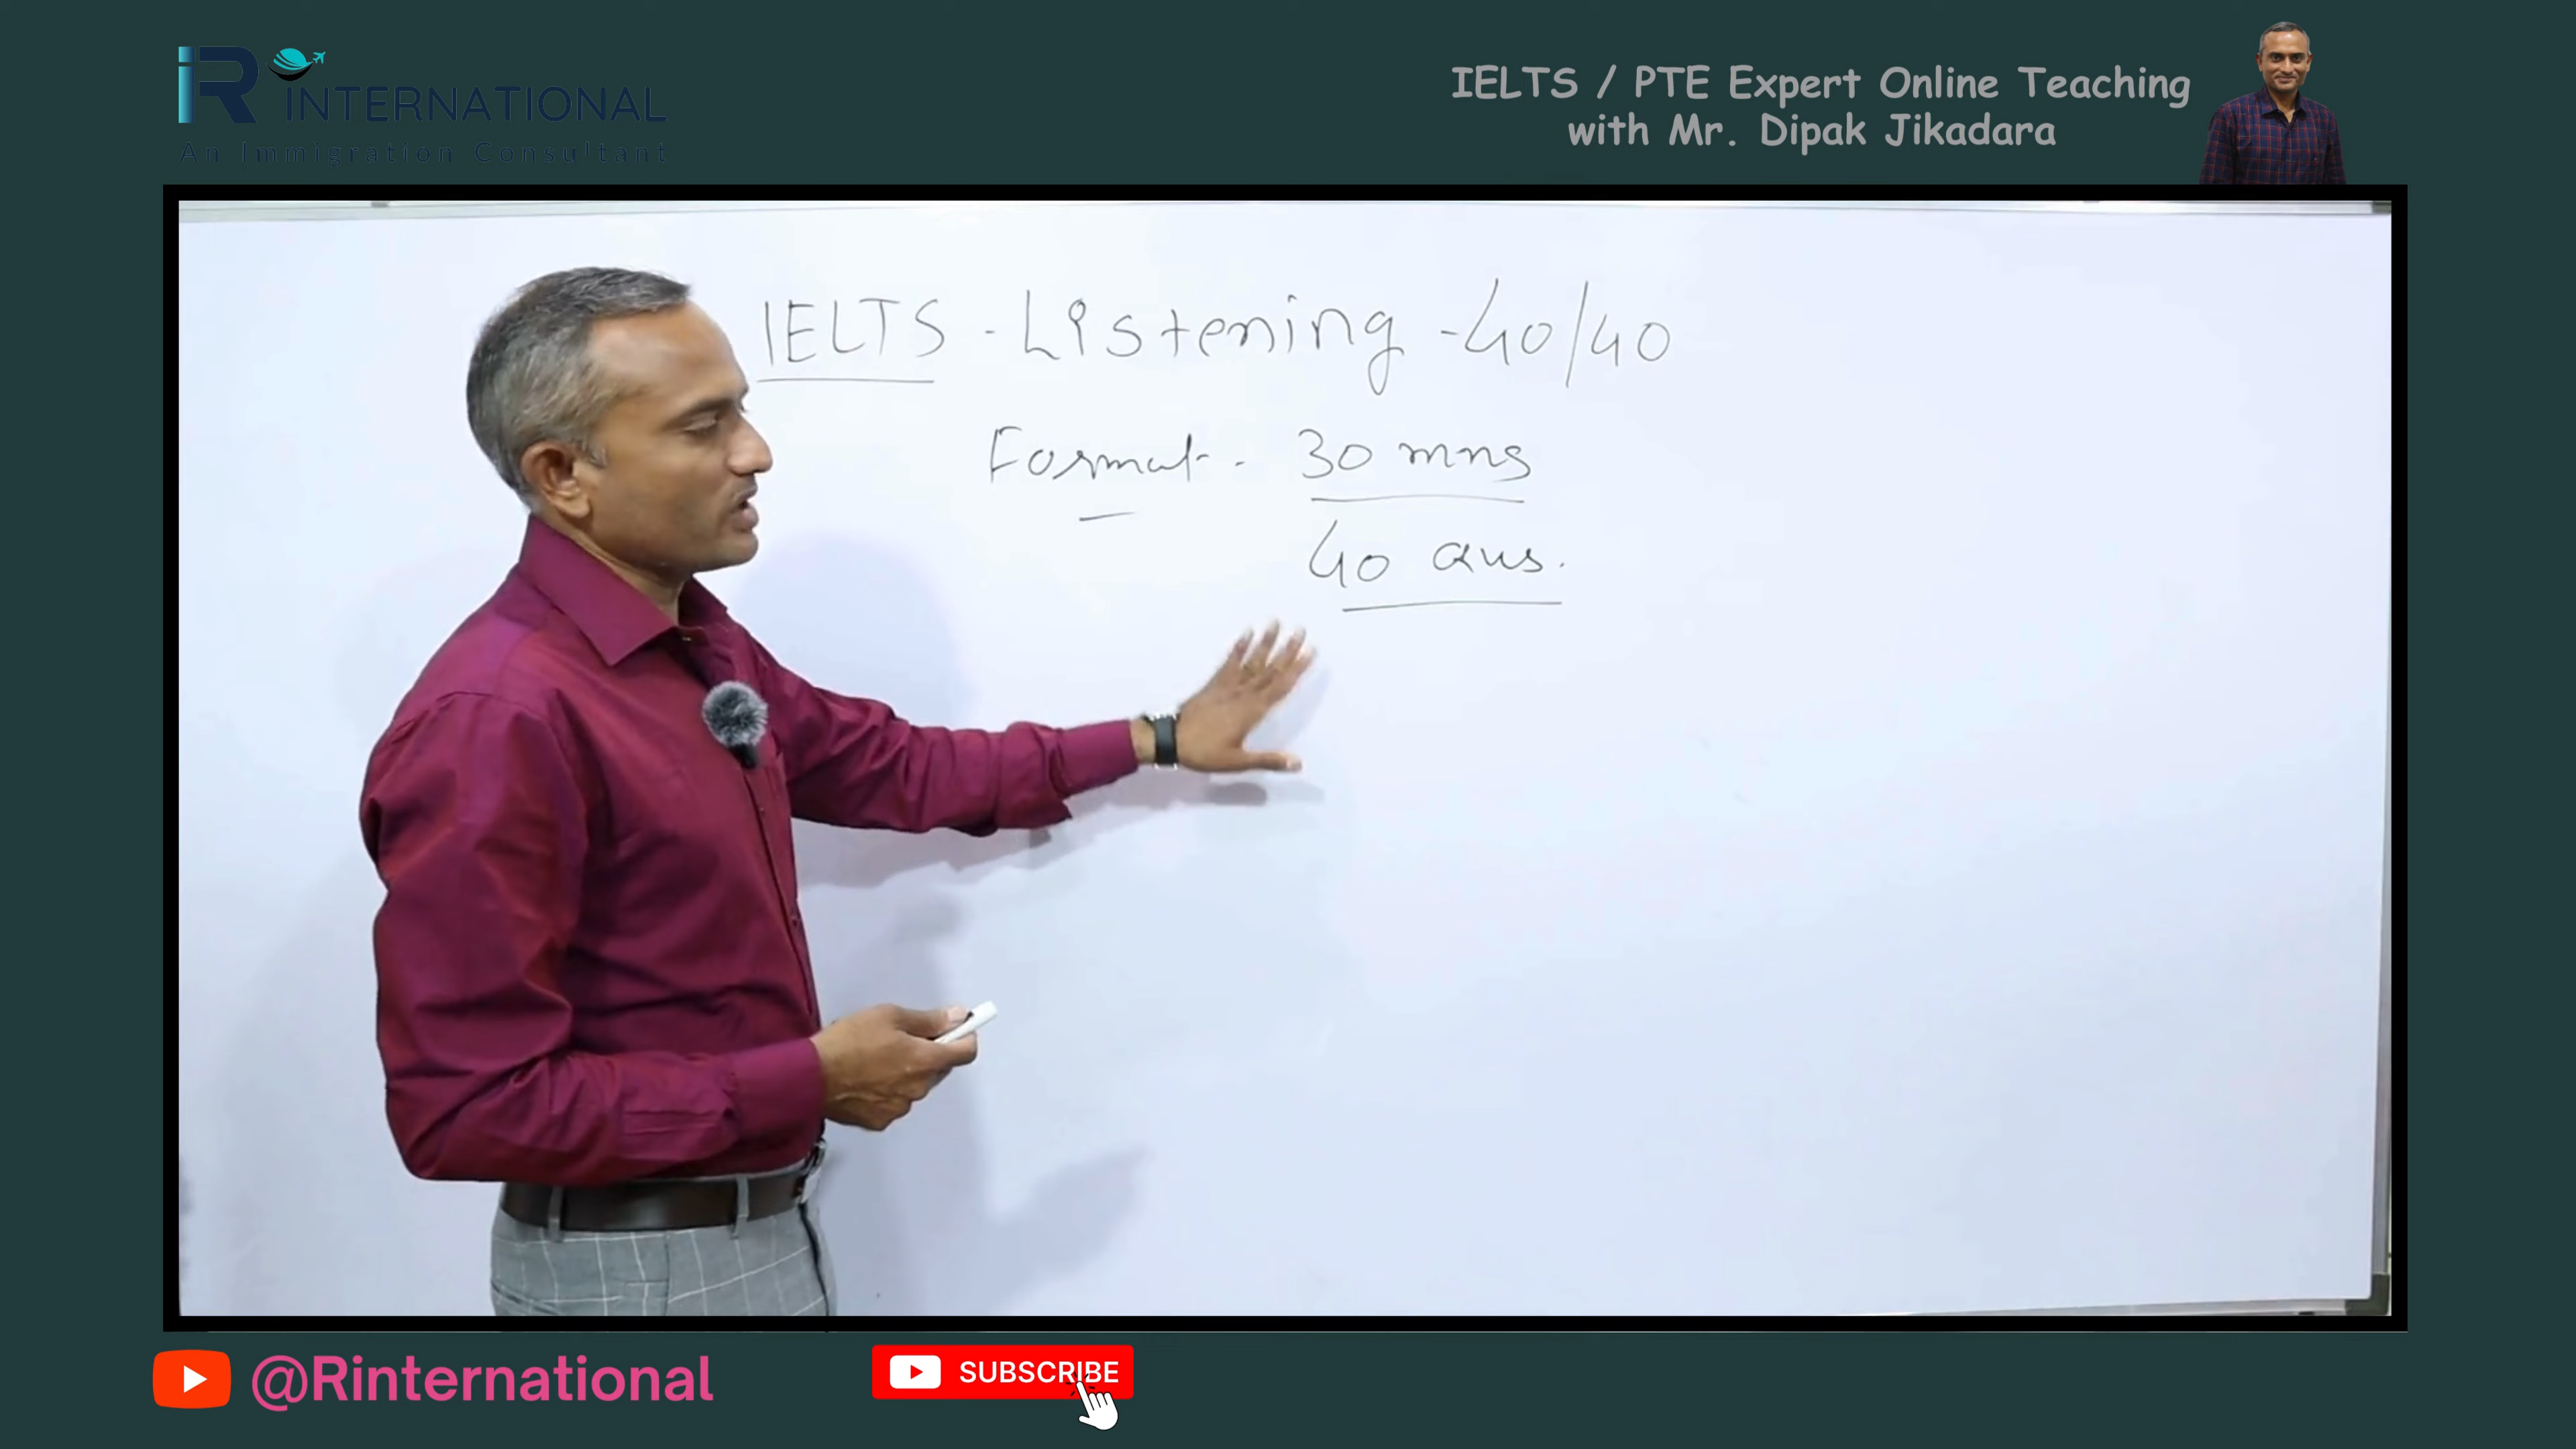 iR INTERNATIONAL
An Immigration Consultant
IELTS / PTE Expert Online Teaching
with Mr. Dipak Jikadara
IELTS - Listening - 40/40
Format - 30 mns
40 ans.
@Rinternational
SUBSCRIBE